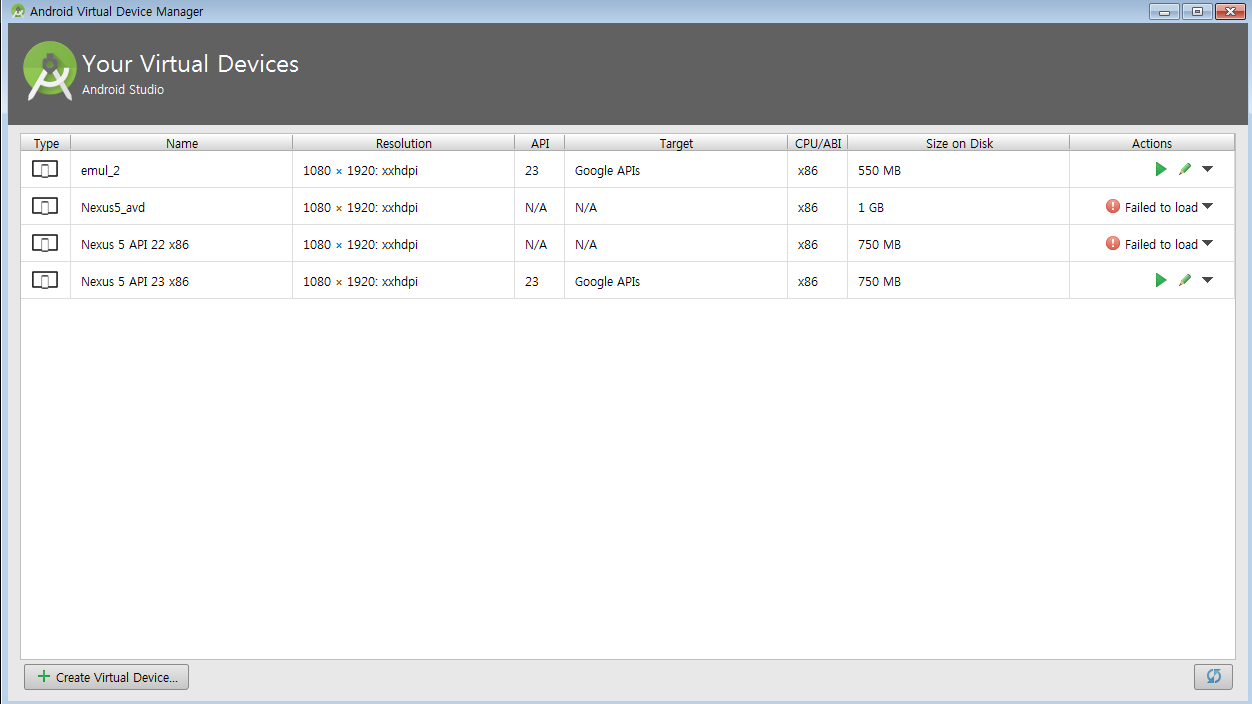 Android Virtual Device Manager
Your Virtual Devices
Android Studio
Type Name Resolution API Target CPU/ABI Size on Disk Actions
emul_2 1080 × 1920: xxhdpi 23 Google APIs x86 550 MB
Nexus5_avd 1080 × 1920: xxhdpi N/A N/A x86 1 GB Failed to load
Nexus 5 API 22 x86 1080 × 1920: xxhdpi N/A N/A x86 750 MB Failed to load
Nexus 5 API 23 x86 1080 × 1920: xxhdpi 23 Google APIs x86 750 MB
Create Virtual Device...